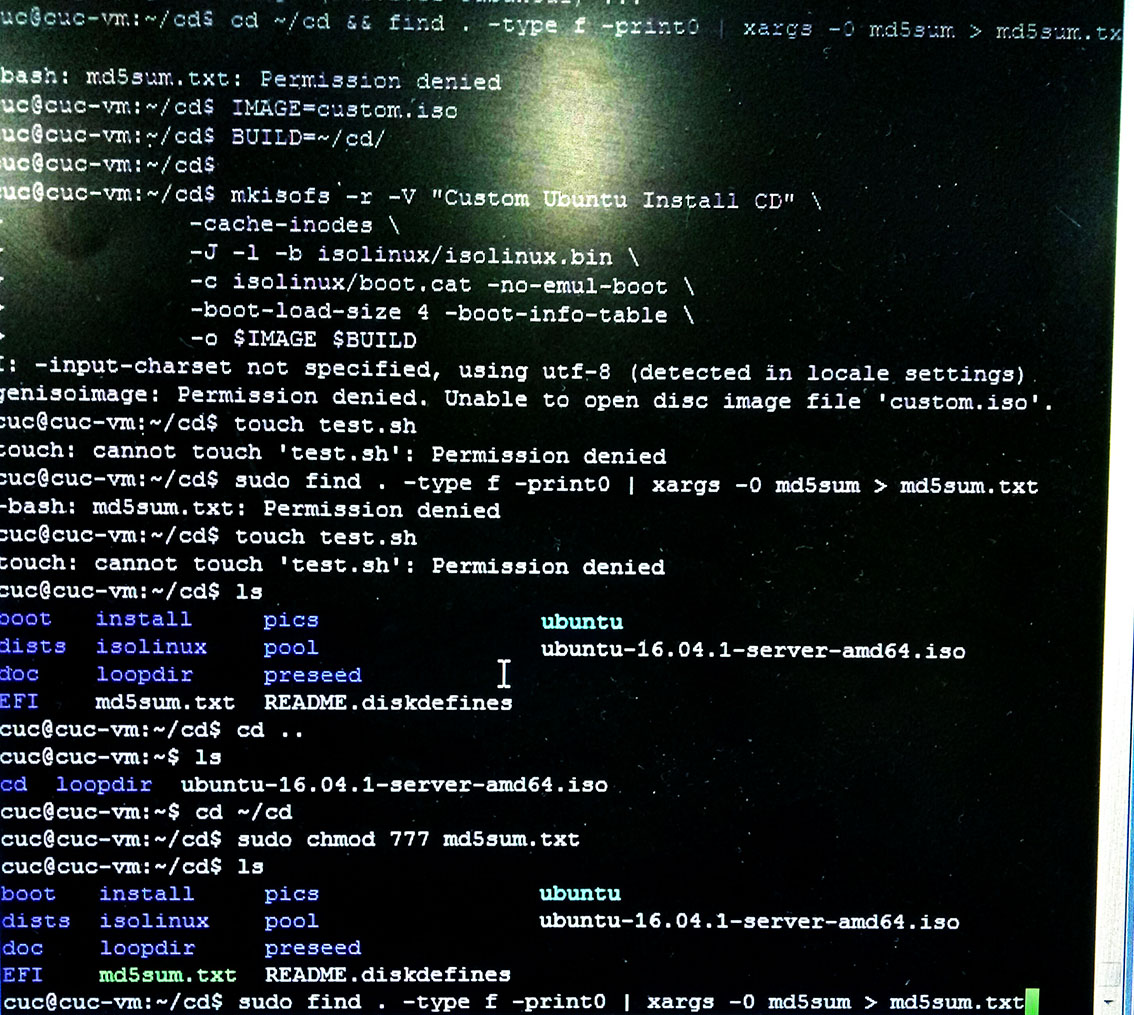 cuc@cuc-vm:~/cd$ cd ~/cd && find . -type f -print0 | xargs -0 md5sum > md5sum.tx
bash: md5sum.txt: Permission denied
uc@cuc-vm:~/cd$ IMAGE=custom.iso
uc@cuc-vm:~/cd$ BUILD=~/cd/
uc@cuc-vm:~/cd$
uc@cuc-vm:~/cd$ mkisofs -r -V "Custom Ubuntu Install CD" \
-cache-inodes \
-J -l -b isolinux/isolinux.bin \
-c isolinux/boot.cat -no-emul-boot \
-boot-load-size 4 -boot-info-table \
-o $IMAGE $BUILD
I: -input-charset not specified, using utf-8 (detected in locale settings)
genisoimage: Permission denied. Unable to open disc image file 'custom.iso'.
cuc@cuc-vm:~/cd$ touch test.sh
touch: cannot touch 'test.sh': Permission denied
cuc@cuc-vm:~/cd$ sudo find . -type f -print0 | xargs -0 md5sum > md5sum.txt
-bash: md5sum.txt: Permission denied
cuc@cuc-vm:~/cd$ touch test.sh
touch: cannot touch 'test.sh': Permission denied
cuc@cuc-vm:~/cd$ ls
boot install pics ubuntu
dists isolinux pool ubuntu-16.04.1-server-amd64.iso
doc loopdir preseed
EFI md5sum.txt README.diskdefines
cuc@cuc-vm:~/cd$ cd ..
cuc@cuc-vm:~$ ls
cd loopdir ubuntu-16.04.1-server-amd64.iso
cuc@cuc-vm:~$ cd ~/cd
cuc@cuc-vm:~/cd$ sudo chmod 777 md5sum.txt
cuc@cuc-vm:~/cd$ ls
boot install pics ubuntu
dists isolinux pool ubuntu-16.04.1-server-amd64.iso
doc loopdir preseed
EFI md5sum.txt README.diskdefines
cuc@cuc-vm:~/cd$ sudo find . -type f -print0 | xargs -0 md5sum > md5sum.txt